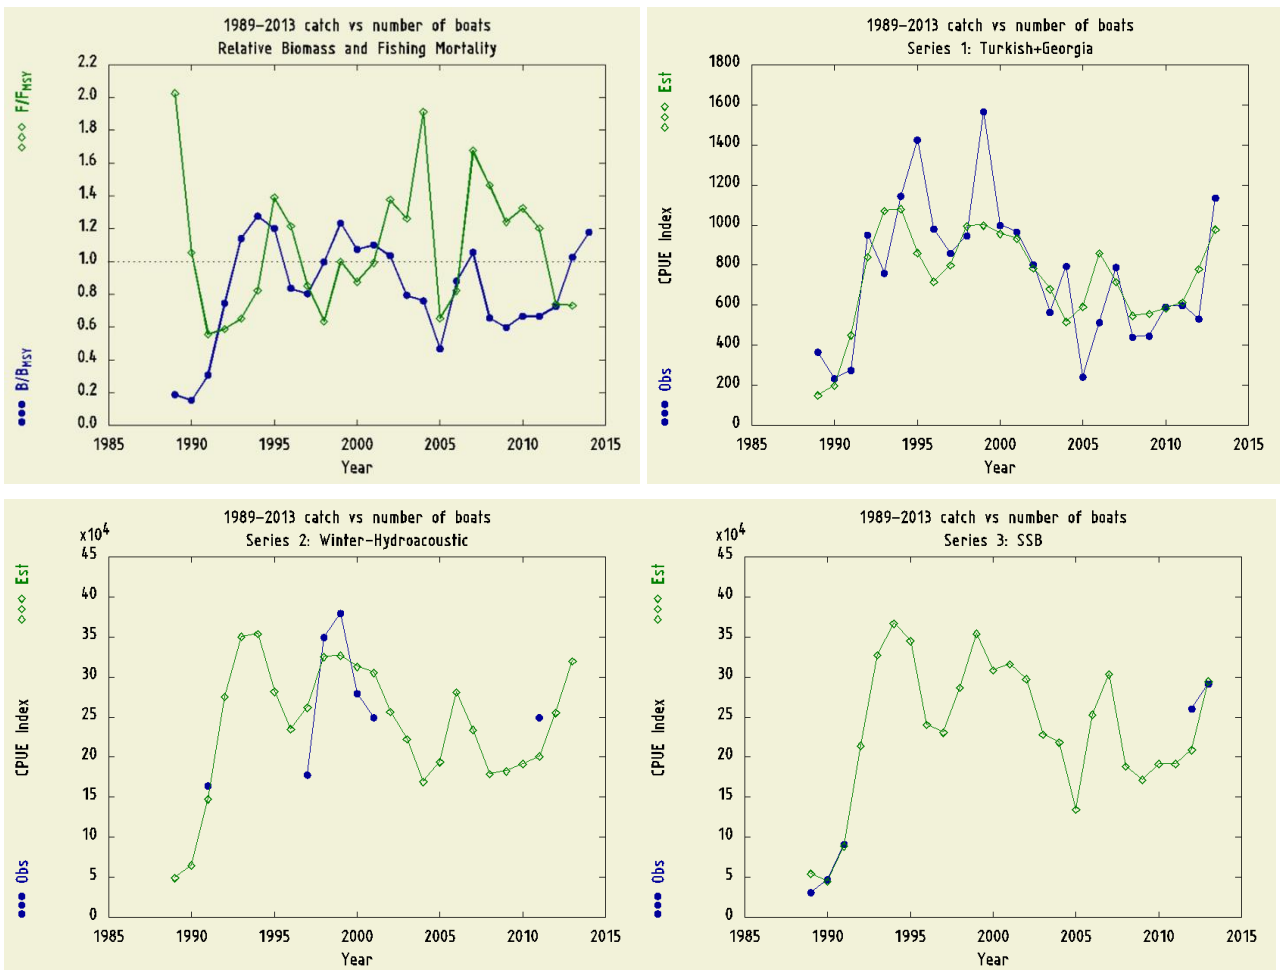 1989–2013 catch vs number of boats
Relative Biomass and Fishing Mortality
F/FMSY
B/BMSY
2.2
2.0
1.8
1.6
1.4
1.2
1.0
0.8
0.6
0.4
0.2
0.0
1985 1990 1995 2000 2005 2010 2015
Year
1989–2013 catch vs number of boats
Series 1: Turkish+Georgia
Est
CPUE Index
Obs
1800
1600
1400
1200
1000
800
600
400
200
0
1985 1990 1995 2000 2005 2010 2015
Year
1989–2013 catch vs number of boats
Series 2: Winter–Hydroacoustic
x10⁴
Est
CPUE Index
Obs
45
40
35
30
25
20
15
10
5
0
1985 1990 1995 2000 2005 2010 2015
Year
1989–2013 catch vs number of boats
Series 3: SSB
x10⁴
Est
CPUE Index
Obs
45
40
35
30
25
20
15
10
5
0
1985 1990 1995 2000 2005 2010 2015
Year